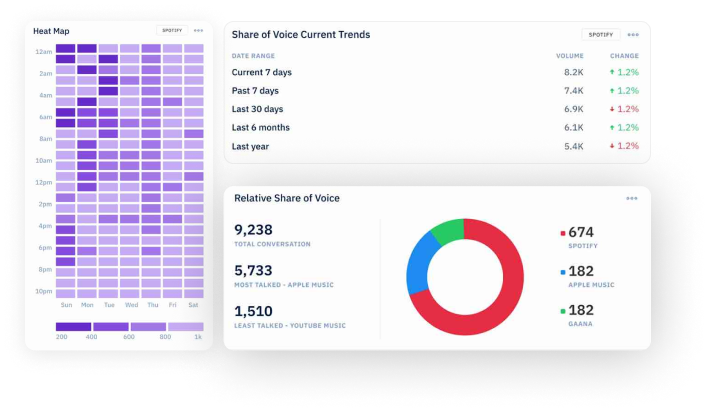 Heat Map
SPOTIFY
12am
2am
4am
6am
8am
10am
12pm
2pm
4pm
6pm
8pm
10pm
Sun Mon Tue Wed Thu Fri Sat
200 400 600 800 1k
Share of Voice Current Trends
SPOTIFY
DATE RANGE VOLUME CHANGE
Current 7 days 8.2K 1.2%
Past 7 days 7.4K 1.2%
Last 30 days 6.9K 1.2%
Last 6 months 6.1K 1.2%
Last year 5.4K 1.2%
Relative Share of Voice
9,238
TOTAL CONVERSATION
5,733
MOST TALKED - APPLE MUSIC
1,510
LEAST TALKED - YOUTUBE MUSIC
674
SPOTIFY
182
APPLE MUSIC
182
GAANA